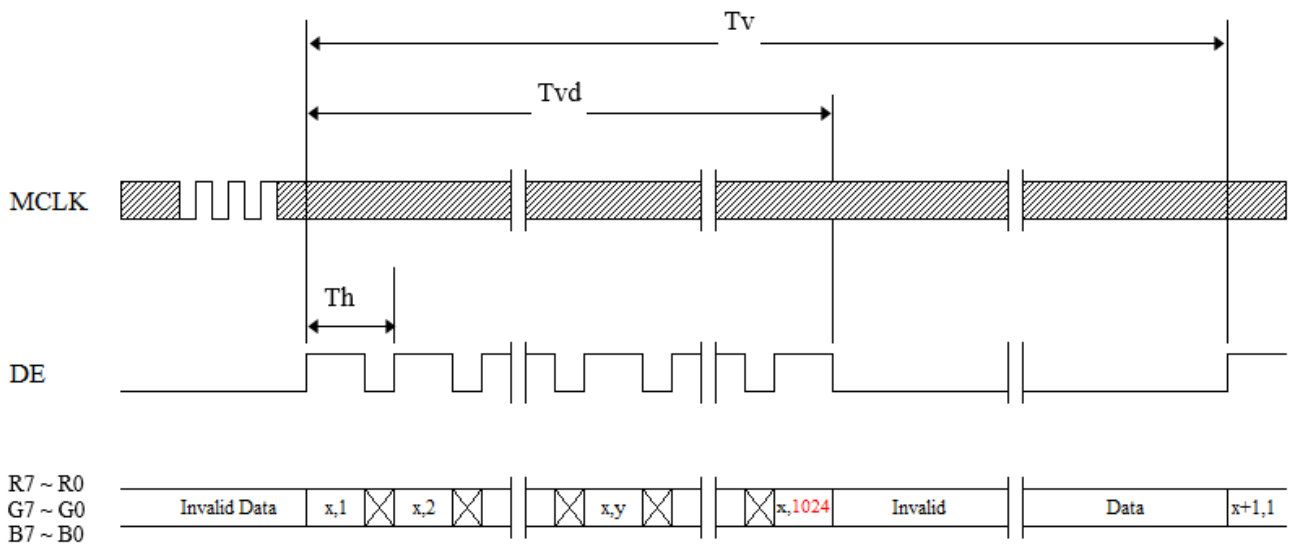 Tv
Tvd
MCLK
Th
DE
R7 ~ R0
G7 ~ G0
B7 ~ B0
Invalid Data x,1 x,2 x,y x,1024 Invalid Data x+1,1